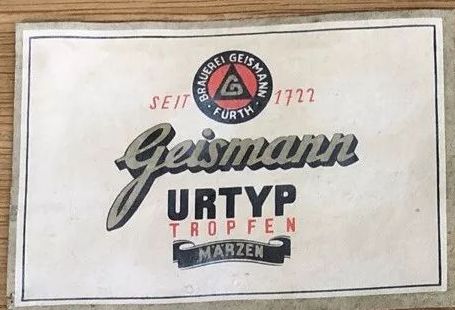 BRAUEREI GEISMANN
G
· FÜRTH ·
SEIT 1722
Geismann
URTYP
TROPFEN
MÄRZEN